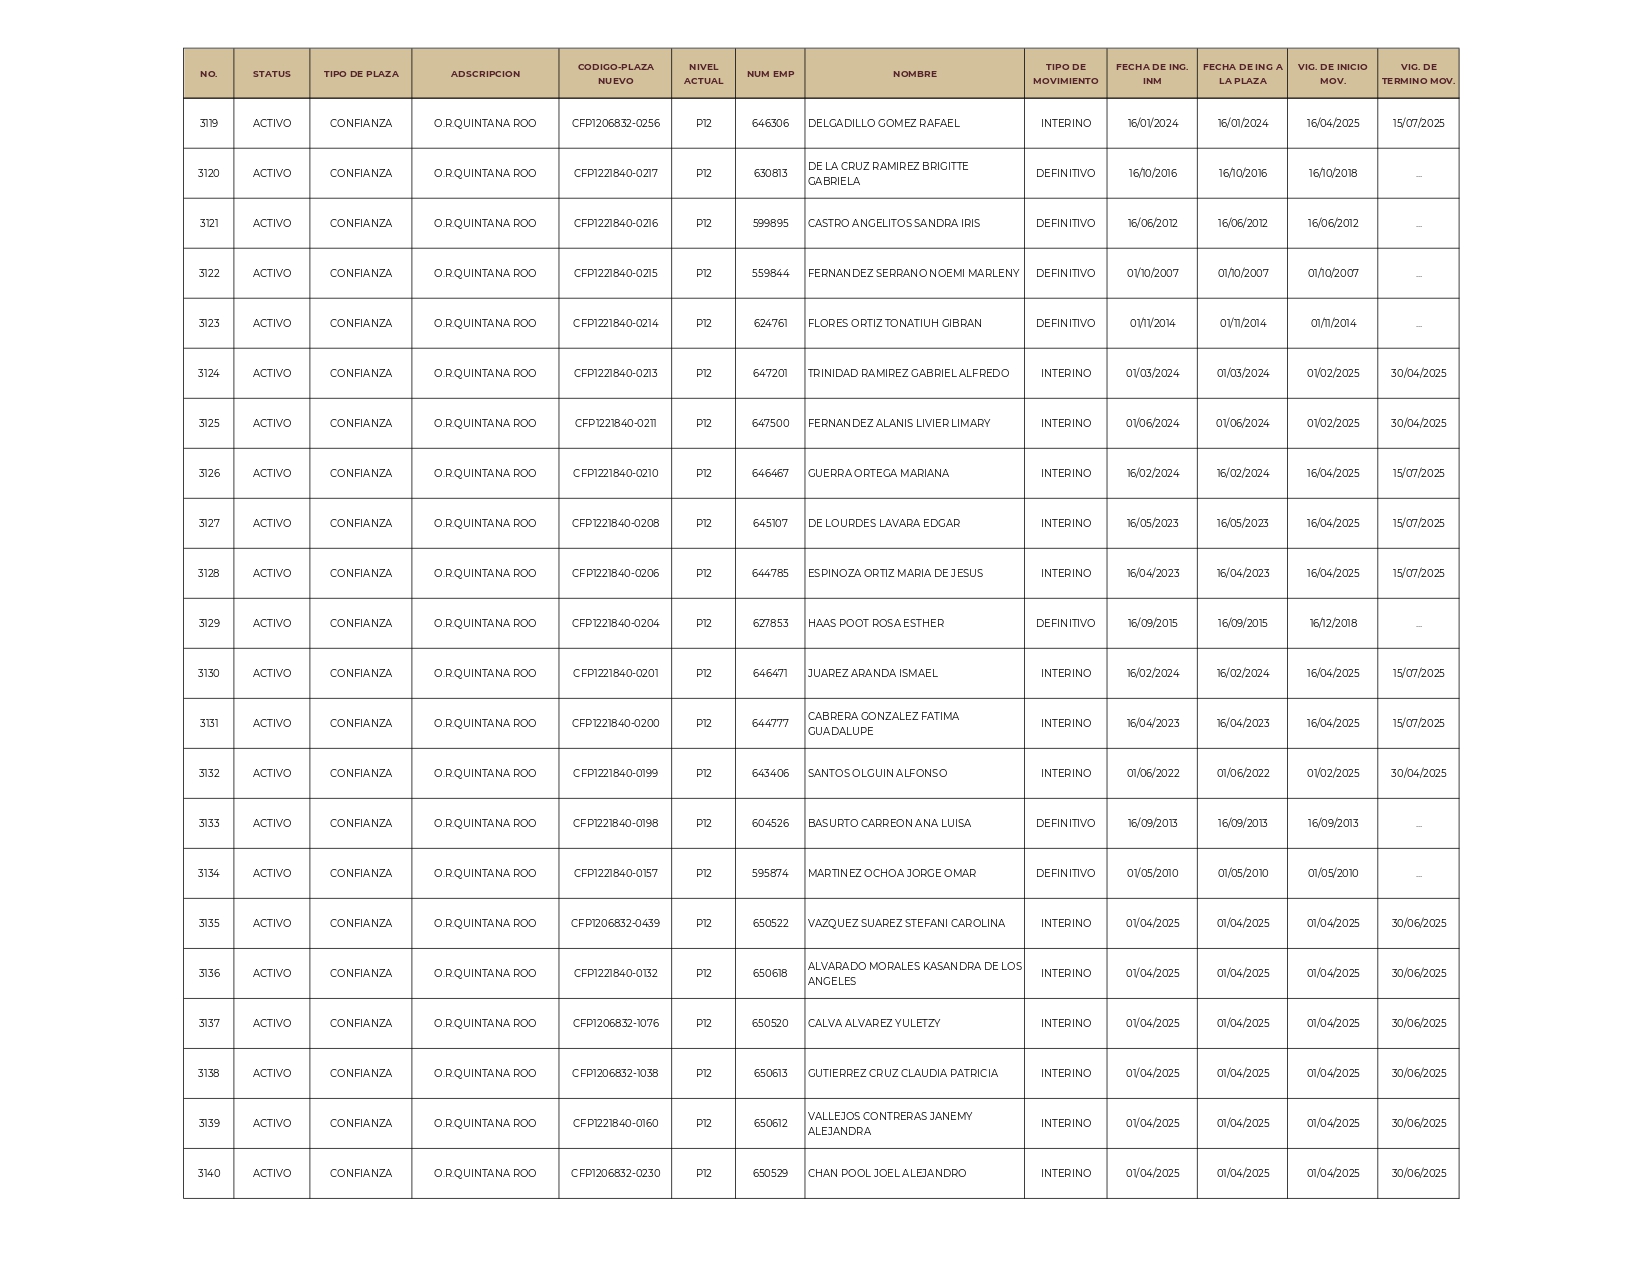 NO. STATUS TIPO DE PLAZA ADSCRIPCION CODIGO-PLAZA NUEVO NIVEL ACTUAL NUM EMP NOMBRE TIPO DE MOVIMIENTO FECHA DE ING. INM FECHA DE ING A LA PLAZA VIG. DE INICIO MOV. VIG. DE TERMINO MOV.
3119 ACTIVO CONFIANZA O.R.QUINTANA ROO CFP1206832-0256 P12 646306 DELGADILLO GOMEZ RAFAEL INTERINO 16/01/2024 16/01/2024 16/04/2025 15/07/2025
3120 ACTIVO CONFIANZA O.R.QUINTANA ROO CFP1221840-0217 P12 630813 DE LA CRUZ RAMIREZ BRIGITTE GABRIELA DEFINITIVO 16/10/2016 16/10/2016 16/10/2018 ...
3121 ACTIVO CONFIANZA O.R.QUINTANA ROO CFP1221840-0216 P12 599895 CASTRO ANGELITOS SANDRA IRIS DEFINITIVO 16/06/2012 16/06/2012 16/06/2012 ...
3122 ACTIVO CONFIANZA O.R.QUINTANA ROO CFP1221840-0215 P12 559844 FERNANDEZ SERRANO NOEMI MARLENY DEFINITIVO 01/10/2007 01/10/2007 01/10/2007 ...
3123 ACTIVO CONFIANZA O.R.QUINTANA ROO CFP1221840-0214 P12 624761 FLORES ORTIZ TONATIUH GIBRAN DEFINITIVO 01/11/2014 01/11/2014 01/11/2014 ...
3124 ACTIVO CONFIANZA O.R.QUINTANA ROO CFP1221840-0213 P12 647201 TRINIDAD RAMIREZ GABRIEL ALFREDO INTERINO 01/03/2024 01/03/2024 01/02/2025 30/04/2025
3125 ACTIVO CONFIANZA O.R.QUINTANA ROO CFP1221840-0211 P12 647500 FERNANDEZ ALANIS LIVIER LIMARY INTERINO 01/06/2024 01/06/2024 01/02/2025 30/04/2025
3126 ACTIVO CONFIANZA O.R.QUINTANA ROO CFP1221840-0210 P12 646467 GUERRA ORTEGA MARIANA INTERINO 16/02/2024 16/02/2024 16/04/2025 15/07/2025
3127 ACTIVO CONFIANZA O.R.QUINTANA ROO CFP1221840-0208 P12 645107 DE LOURDES LAVARA EDGAR INTERINO 16/05/2023 16/05/2023 16/04/2025 15/07/2025
3128 ACTIVO CONFIANZA O.R.QUINTANA ROO CFP1221840-0206 P12 644785 ESPINOZA ORTIZ MARIA DE JESUS INTERINO 16/04/2023 16/04/2023 16/04/2025 15/07/2025
3129 ACTIVO CONFIANZA O.R.QUINTANA ROO CFP1221840-0204 P12 627853 HAAS POOT ROSA ESTHER DEFINITIVO 16/09/2015 16/09/2015 16/12/2018 ...
3130 ACTIVO CONFIANZA O.R.QUINTANA ROO CFP1221840-0201 P12 646471 JUAREZ ARANDA ISMAEL INTERINO 16/02/2024 16/02/2024 16/04/2025 15/07/2025
3131 ACTIVO CONFIANZA O.R.QUINTANA ROO CFP1221840-0200 P12 644777 CABRERA GONZALEZ FATIMA GUADALUPE INTERINO 16/04/2023 16/04/2023 16/04/2025 15/07/2025
3132 ACTIVO CONFIANZA O.R.QUINTANA ROO CFP1221840-0199 P12 643406 SANTOS OLGUIN ALFONSO INTERINO 01/06/2022 01/06/2022 01/02/2025 30/04/2025
3133 ACTIVO CONFIANZA O.R.QUINTANA ROO CFP1221840-0198 P12 604526 BASURTO CARREON ANA LUISA DEFINITIVO 16/09/2013 16/09/2013 16/09/2013 ...
3134 ACTIVO CONFIANZA O.R.QUINTANA ROO CFP1221840-0157 P12 595874 MARTINEZ OCHOA JORGE OMAR DEFINITIVO 01/05/2010 01/05/2010 01/05/2010 ...
3135 ACTIVO CONFIANZA O.R.QUINTANA ROO CFP1206832-0439 P12 650522 VAZQUEZ SUAREZ STEFANI CAROLINA INTERINO 01/04/2025 01/04/2025 01/04/2025 30/06/2025
3136 ACTIVO CONFIANZA O.R.QUINTANA ROO CFP1221840-0132 P12 650618 ALVARADO MORALES KASANDRA DE LOS ANGELES INTERINO 01/04/2025 01/04/2025 01/04/2025 30/06/2025
3137 ACTIVO CONFIANZA O.R.QUINTANA ROO CFP1206832-1076 P12 650520 CALVA ALVAREZ YULETZY INTERINO 01/04/2025 01/04/2025 01/04/2025 30/06/2025
3138 ACTIVO CONFIANZA O.R.QUINTANA ROO CFP1206832-1038 P12 650613 GUTIERREZ CRUZ CLAUDIA PATRICIA INTERINO 01/04/2025 01/04/2025 01/04/2025 30/06/2025
3139 ACTIVO CONFIANZA O.R.QUINTANA ROO CFP1221840-0160 P12 650612 VALLEJOS CONTRERAS JANEMY ALEJANDRA INTERINO 01/04/2025 01/04/2025 01/04/2025 30/06/2025
3140 ACTIVO CONFIANZA O.R.QUINTANA ROO CFP1206832-0230 P12 650529 CHAN POOL JOEL ALEJANDRO INTERINO 01/04/2025 01/04/2025 01/04/2025 30/06/2025